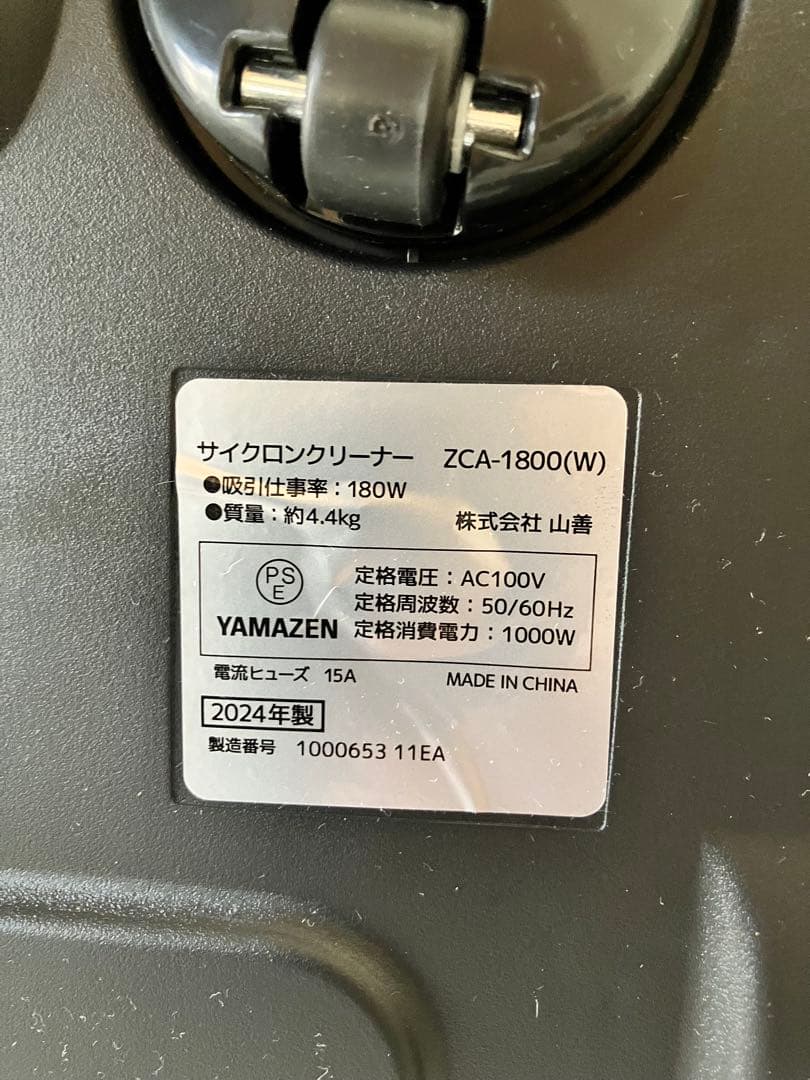 サイクロンクリーナー ZCA-1800(W)
●吸引仕事率：180W
●質量：約4.4kg 株式会社 山善
PS
E
YAMAZEN
定格電圧：AC100V
定格周波数：50/60Hz
定格消費電力：1000W
電流ヒューズ 15A MADE IN CHINA
2024年製
製造番号 1000653 11EA